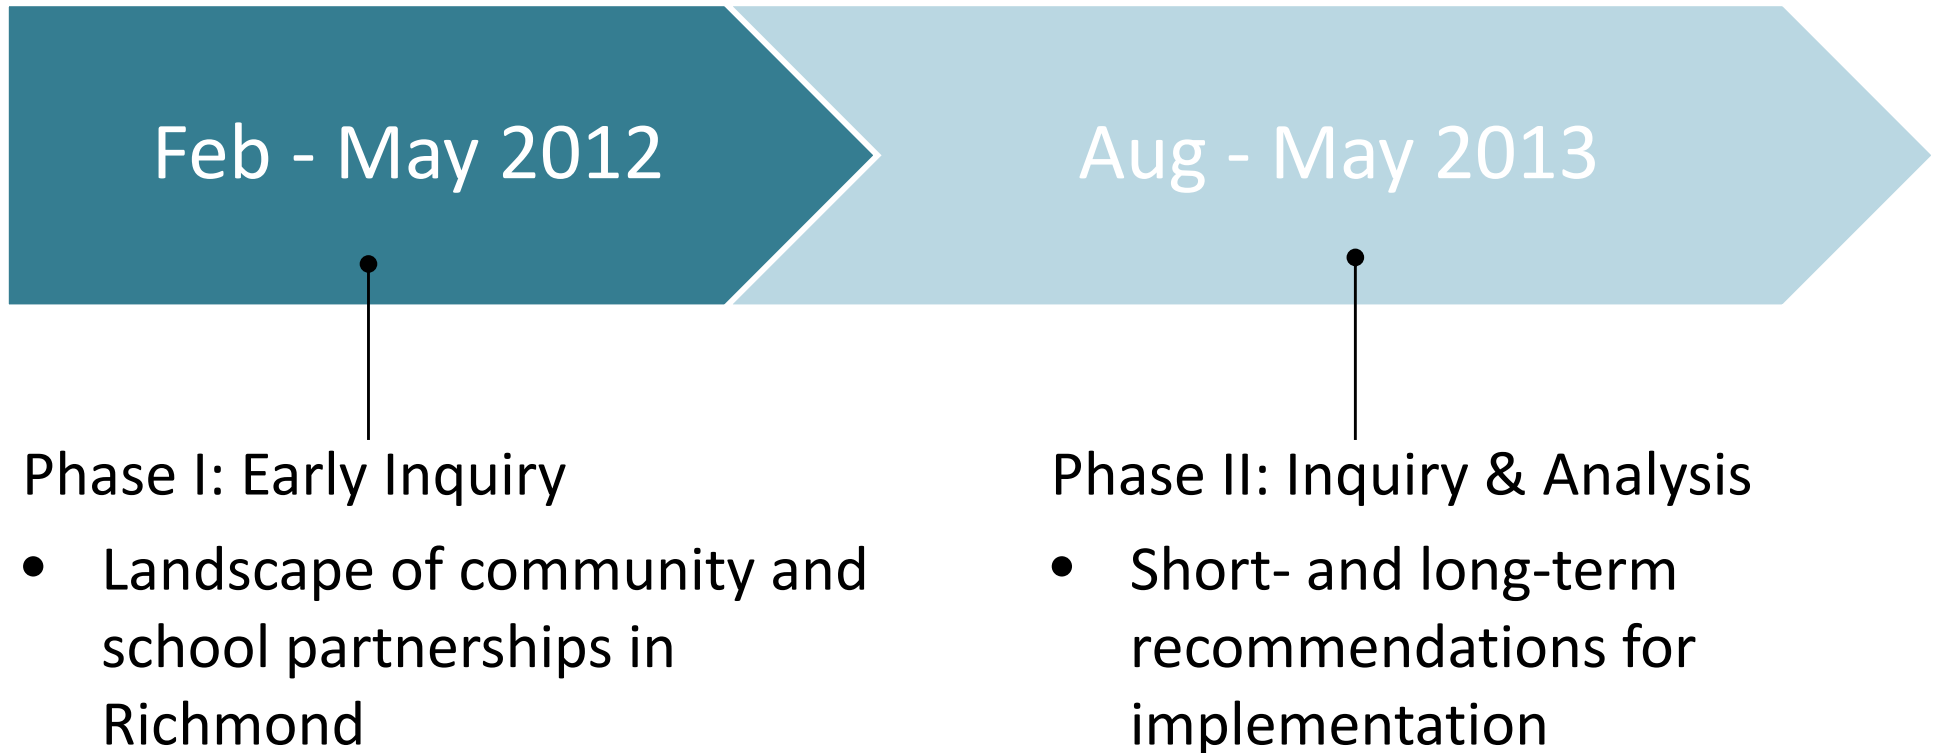 Feb - May 2012
Aug - May 2013
Phase I: Early Inquiry
• Landscape of community and
school partnerships in
Richmond
Phase II: Inquiry & Analysis
• Short- and long-term
recommendations for
implementation